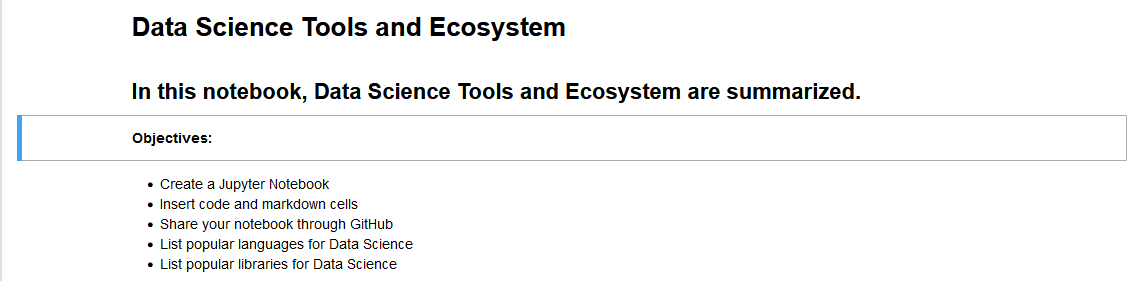 Data Science Tools and Ecosystem
In this notebook, Data Science Tools and Ecosystem are summarized.
Objectives:
• Create a Jupyter Notebook
• Insert code and markdown cells
• Share your notebook through GitHub
• List popular languages for Data Science
• List popular libraries for Data Science